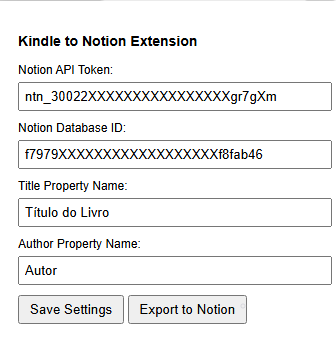 Kindle to Notion Extension
Notion API Token:
ntn_30022XXXXXXXXXXXXXXXXgr7gXm
Notion Database ID:
f7979XXXXXXXXXXXXXXXXXXf8fab46
Title Property Name:
Título do Livro
Author Property Name:
Autor
Save Settings Export to Notion